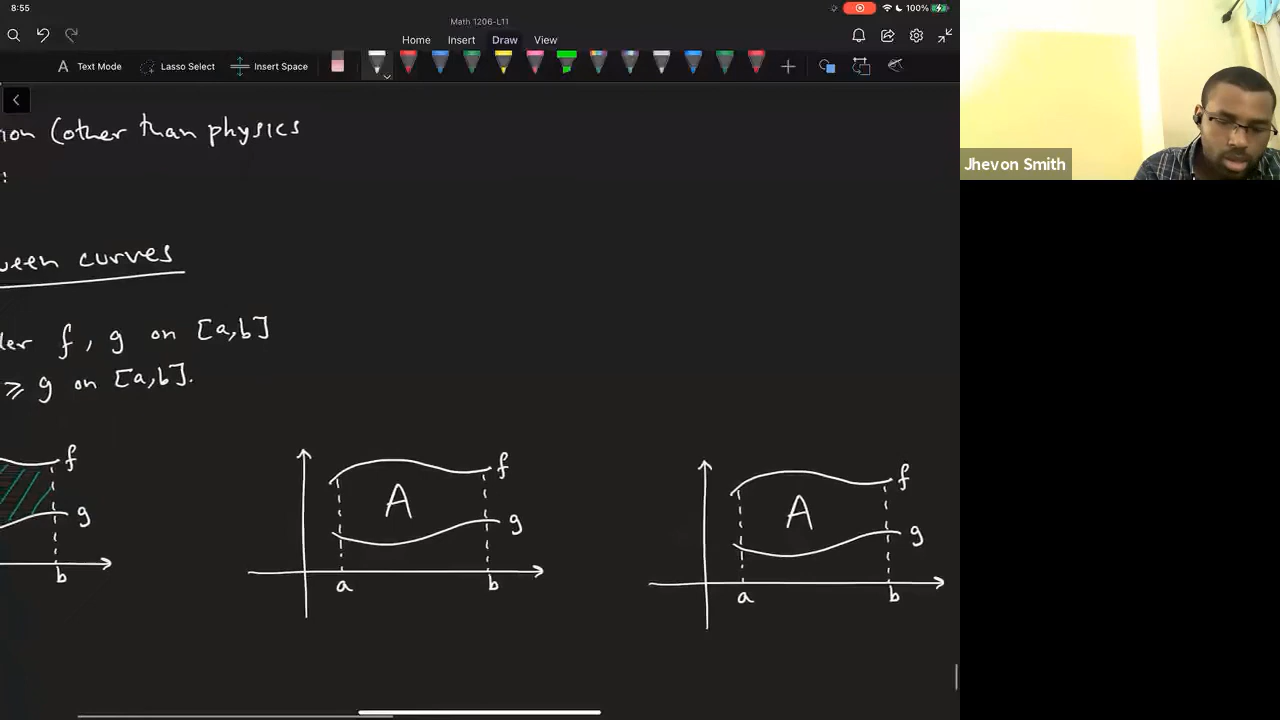 8:55
100%
Math 1206-L11
Home Insert Draw View
Text Mode Lasso Select Insert Space
Jhevon Smith
ion (other than physics
:
ween curves
der f, g on [a,b]
≥ g on [a,b].
f
g
b
f
A
g
a
b
f
A
g
a
b